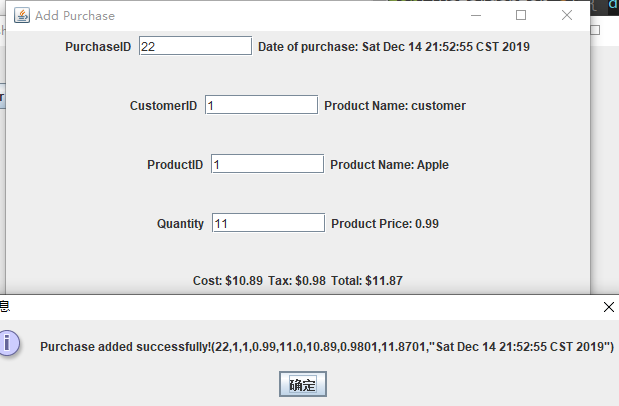 Add Purchase
PurchaseID 22 Date of purchase: Sat Dec 14 21:52:55 CST 2019
CustomerID 1 Product Name: customer
ProductID 1 Product Name: Apple
Quantity 11 Product Price: 0.99
Cost: $10.89 Tax: $0.98 Total: $11.87
息
Purchase added successfully!(22,1,1,0.99,11.0,10.89,0.9801,11.8701,"Sat Dec 14 21:52:55 CST 2019")
确定